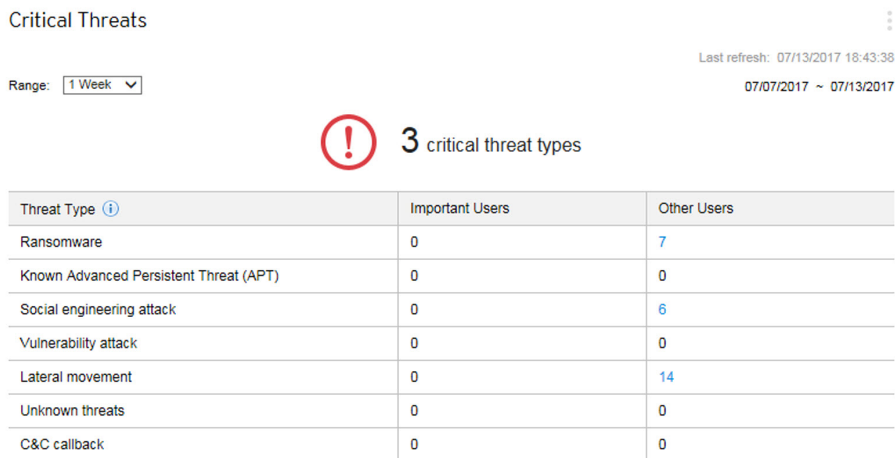 Critical Threats
Last refresh: 07/13/2017 18:43:38
Range: 1 Week
07/07/2017 ~ 07/13/2017
3 critical threat types
Threat Type Important Users Other Users
Ransomware 0 7
Known Advanced Persistent Threat (APT) 0 0
Social engineering attack 0 6
Vulnerability attack 0 0
Lateral movement 0 14
Unknown threats 0 0
C&C callback 0 0